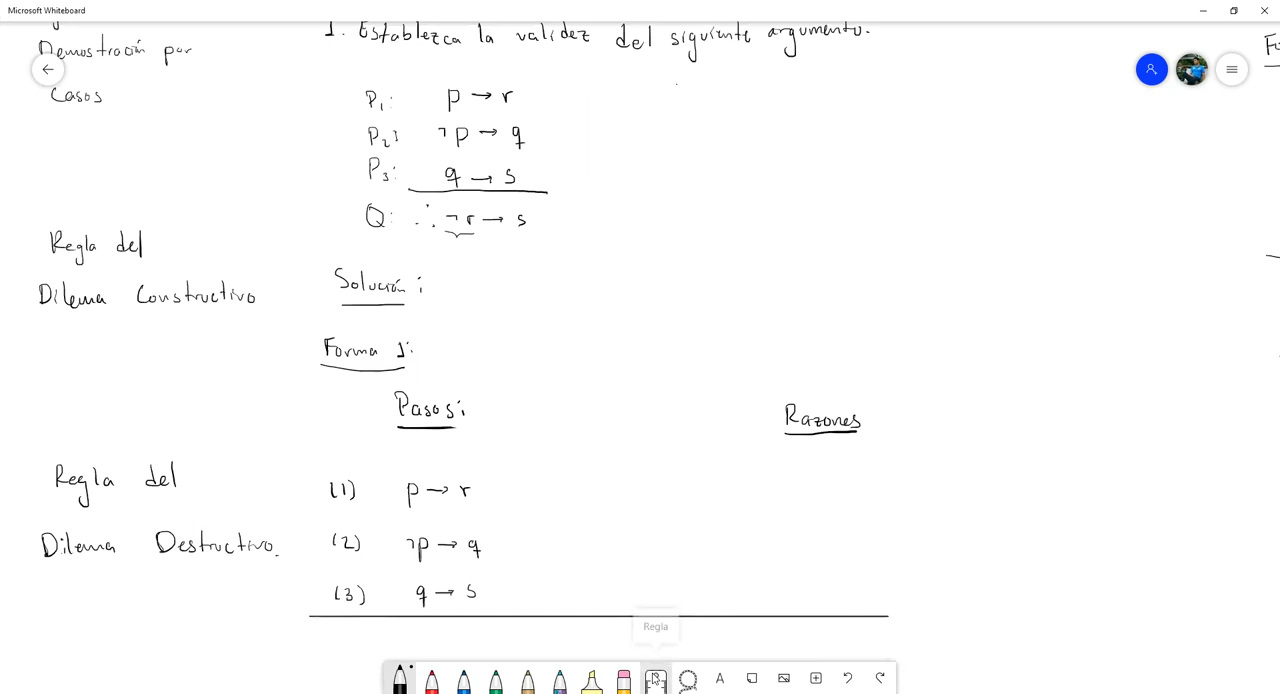 Microsoft Whiteboard
1. Establezca la validez del siguiente argumento.
Demostración por
Casos
P₁: p → r
P₂: ¬p → q
P₃: q → s
Q: ∴ ¬r → s
Regla del
Dilema Constructivo
Solución:
Forma 1:
Pasos:
Razones
Regla del
Dilema Destructivo.
(1) p → r
(2) ¬p → q
(3) q → s
Regla
A